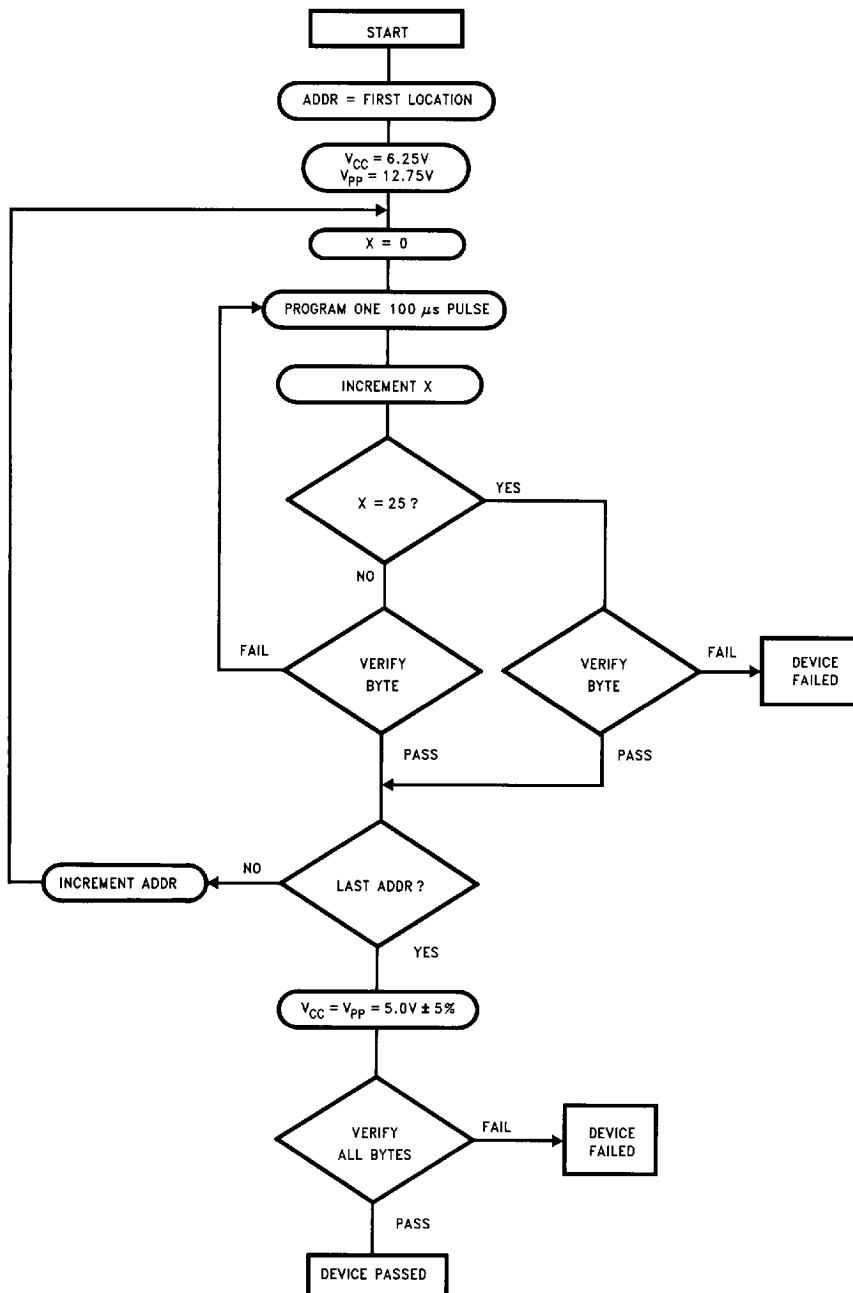 START
ADDR = FIRST LOCATION
VCC = 6.25V
VPP = 12.75V
X = 0
PROGRAM ONE 100 µs PULSE
INCREMENT X
X = 25?
YES
NO
FAIL
VERIFY
BYTE
VERIFY
BYTE
FAIL
DEVICE
FAILED
PASS
PASS
INCREMENT ADDR
NO
LAST ADDR?
YES
VCC = VPP = 5.0V ± 5%
VERIFY
ALL BYTES
FAIL
DEVICE
FAILED
PASS
DEVICE PASSED